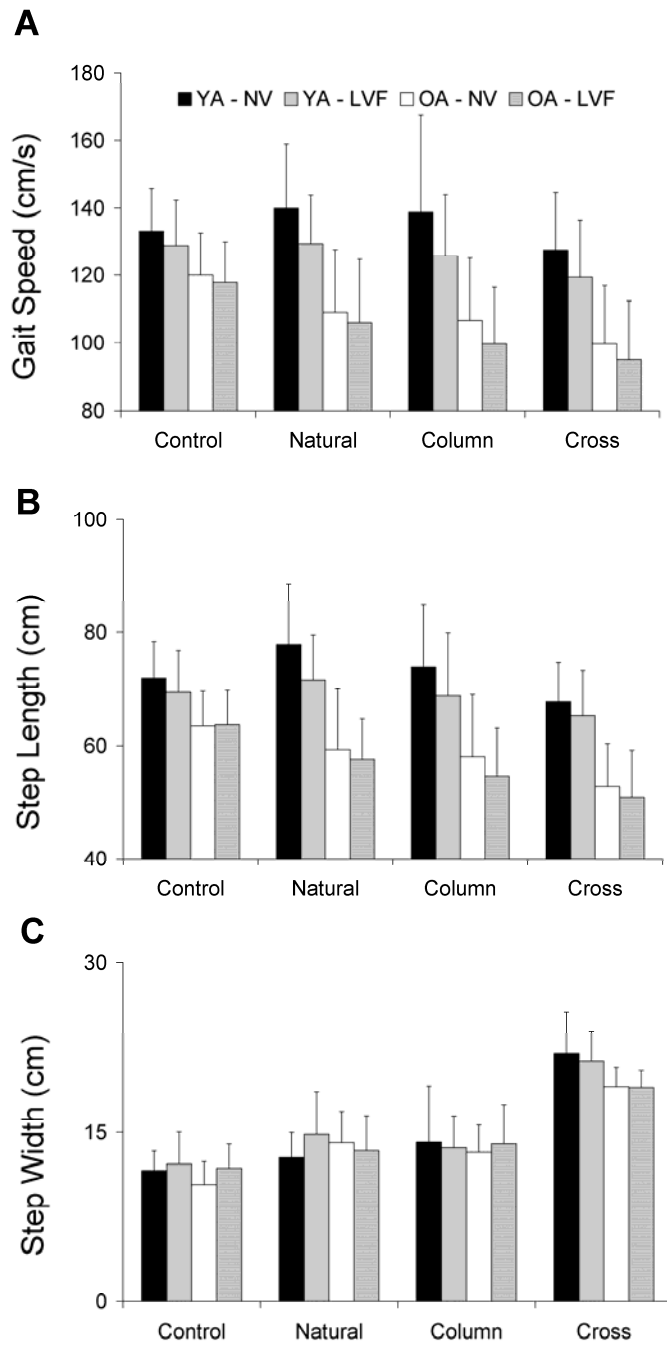 A
180
YA - NV YA - LVF OA - NV OA - LVF
160
140
120
100
80
Gait Speed (cm/s)
Control Natural Column Cross
B
100
80
60
40
Step Length (cm)
Control Natural Column Cross
C
30
15
0
Step Width (cm)
Control Natural Column Cross